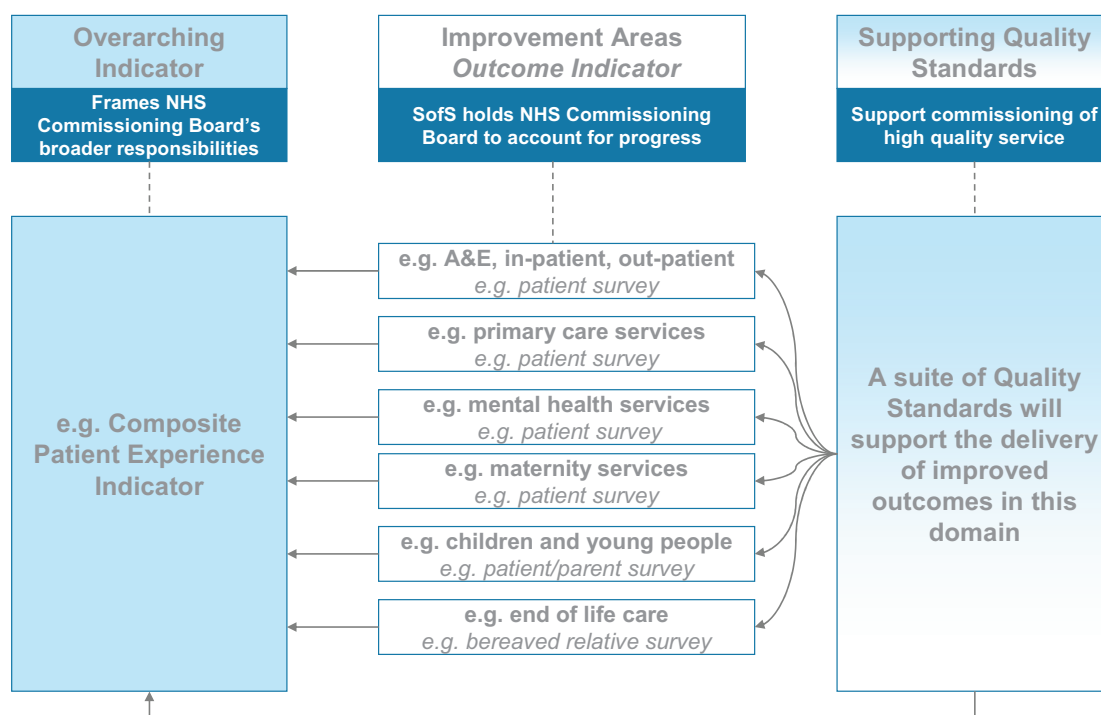 Overarching
Indicator
Frames NHS
Commissioning Board's
broader responsibilities
Improvement Areas
Outcome Indicator
SofS holds NHS Commissioning
Board to account for progress
Supporting Quality
Standards
Support commissioning of
high quality service
e.g. Composite
Patient Experience
Indicator
e.g. A&E, in-patient, out-patient
e.g. patient survey
e.g. primary care services
e.g. patient survey
e.g. mental health services
e.g. patient survey
e.g. maternity services
e.g. patient survey
e.g. children and young people
e.g. patient/parent survey
e.g. end of life care
e.g. bereaved relative survey
A suite of Quality
Standards will
support the delivery
of improved
outcomes in this
domain